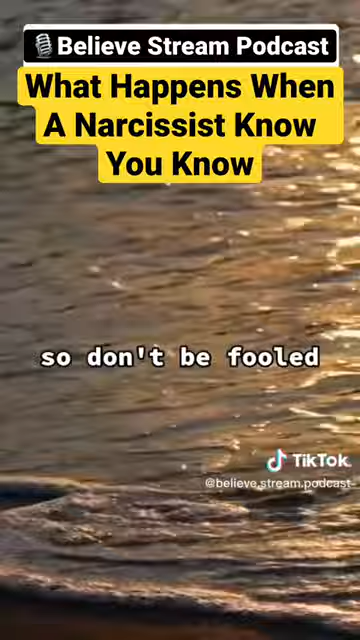 🎙️Believe Stream Podcast
What Happens When
A Narcissist Know
You Know
so don't be fooled
TikTok
@believe.stream.podcast-